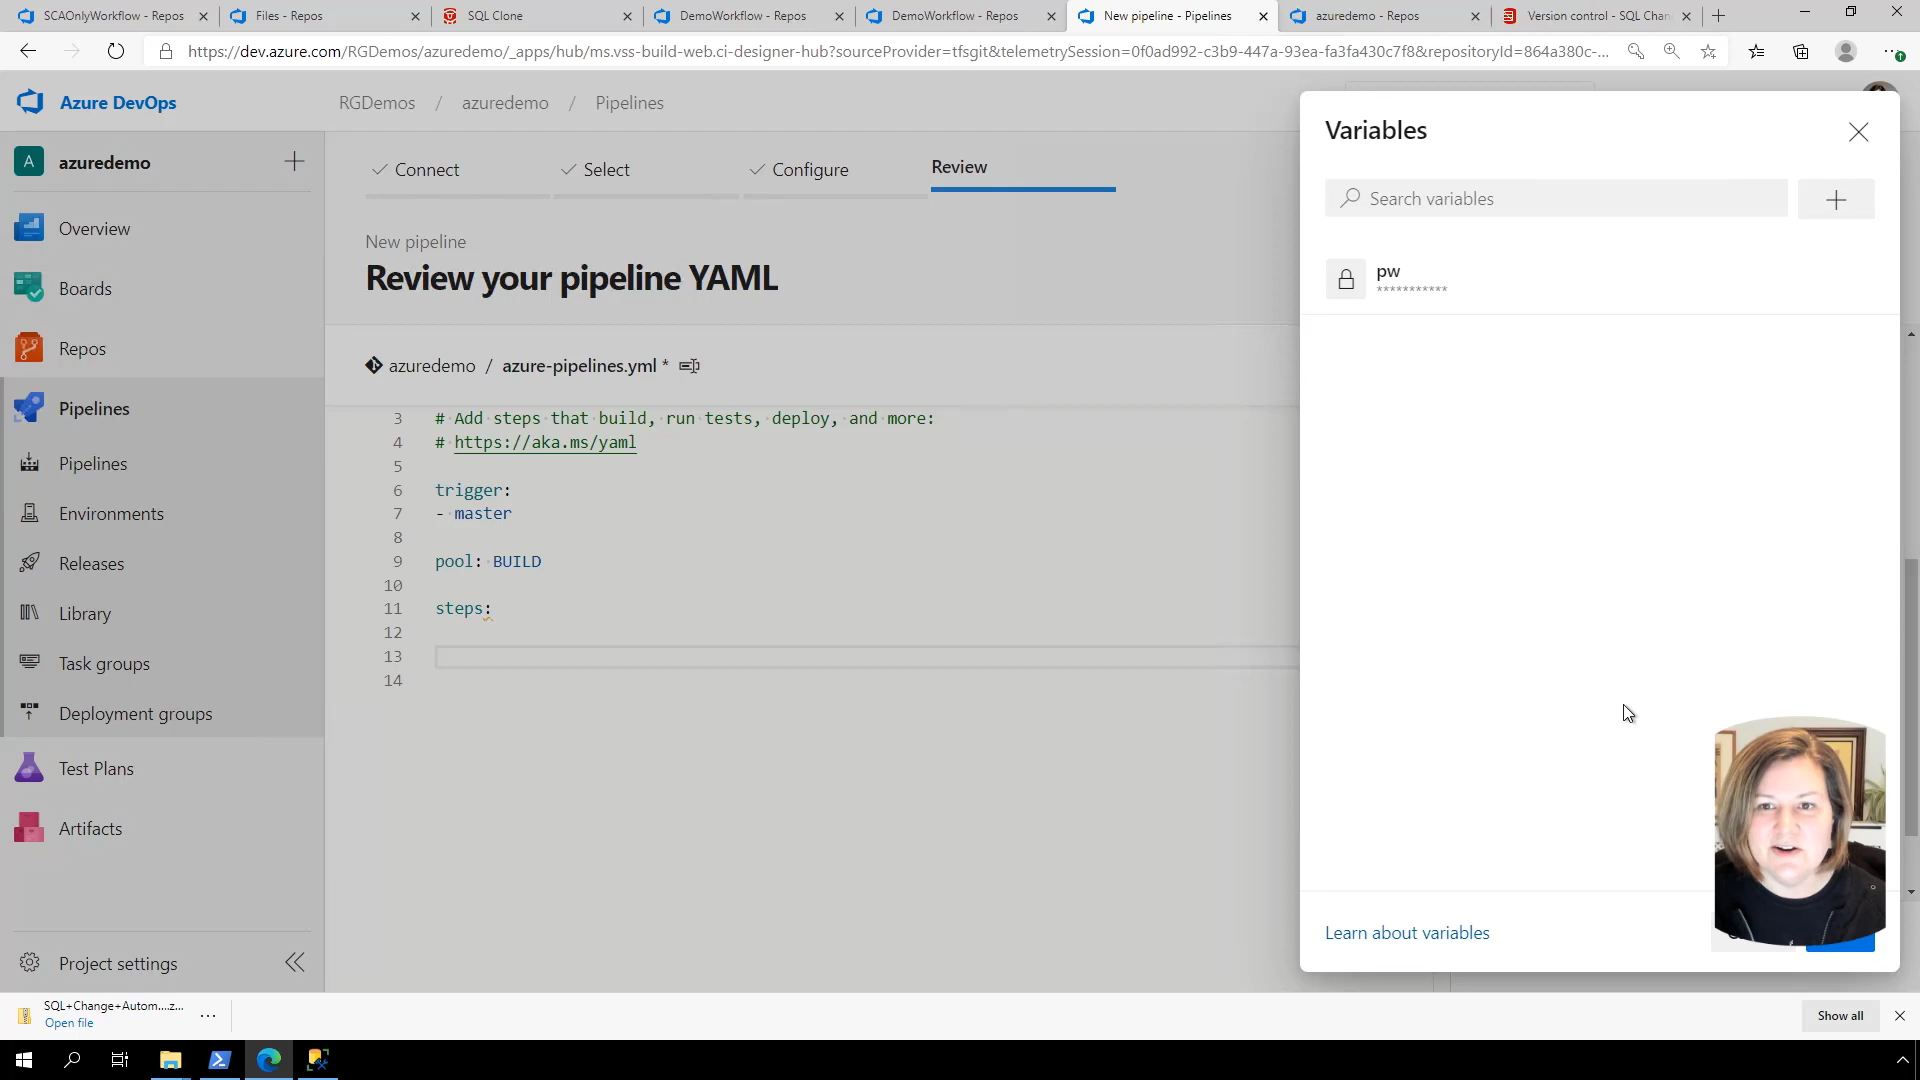 SCAOnlyWorkflow - Repos
Files - Repos
SQL Clone
DemoWorkflow - Repos
DemoWorkflow - Repos
New pipeline - Pipelines
azuredemo - Repos
Version control - SQL Chan
https://dev.azure.com/RGDemos/azuredemo/_apps/hub/ms.vss-build-web.ci-designer-hub?sourceProvider=tfsgit&telemetrySession=0f0ad992-c3b9-447a-93ea-fa3fa430c7f8&repositoryId=864a380c-...
Azure DevOps
RGDemos / azuredemo / Pipelines
A azuredemo
Overview
Boards
Repos
Pipelines
Pipelines
Environments
Releases
Library
Task groups
Deployment groups
Test Plans
Artifacts
Project settings
Connect
Select
Configure
Review
New pipeline
Review your pipeline YAML
azuredemo / azure-pipelines.yml *
3 # Add steps that build, run tests, deploy, and more:
4 # https://aka.ms/yaml
5
6 trigger:
7 - master
8
9 pool: BUILD
10
11 steps:
12
13
14
Variables
Search variables
pw
***********
Learn about variables
SQL+Change+Autom....z...
Open file
Show all